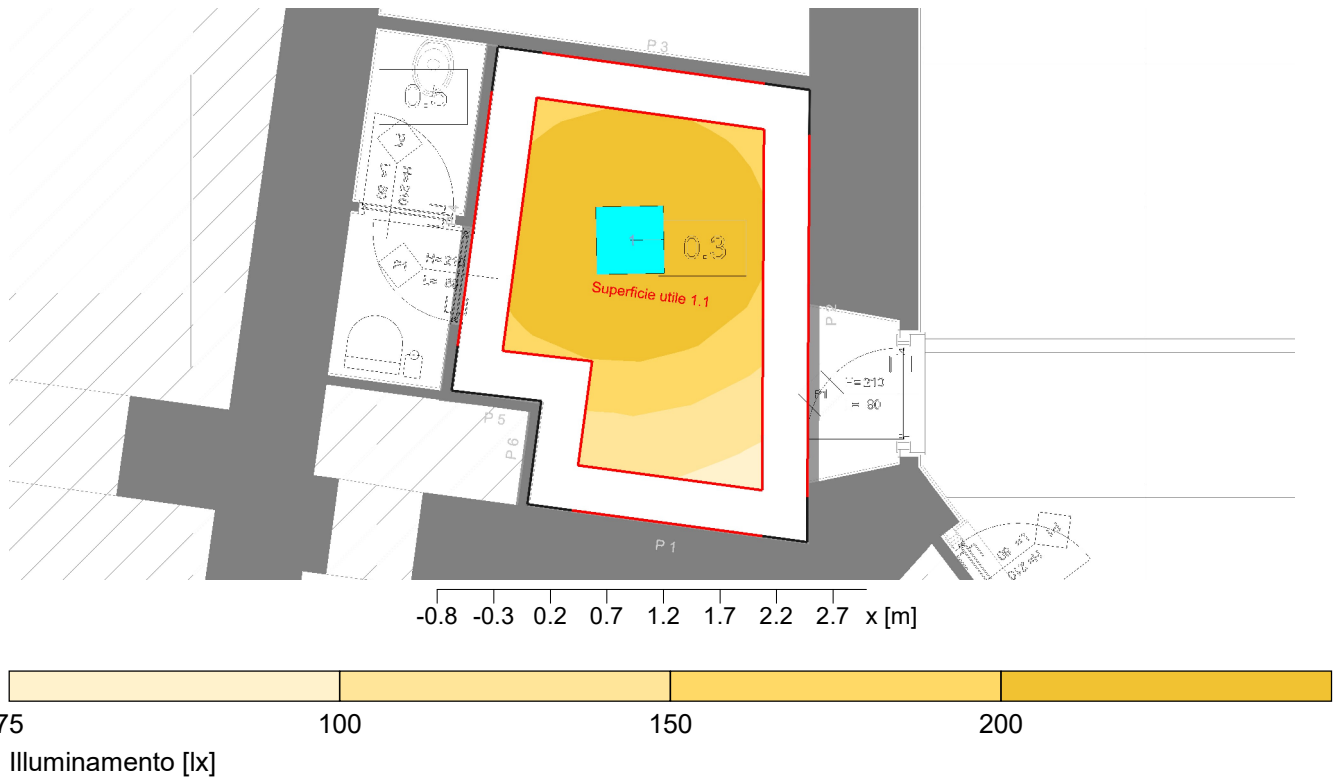 P 3
0.5
0.3
Superficie utile 1.1
P 2
P 5
P 6
= 80
P 1
-0.8 -0.3 0.2 0.7 1.2 1.7 2.2 2.7 x [m]
75 100 150 200
Illuminamento [lx]